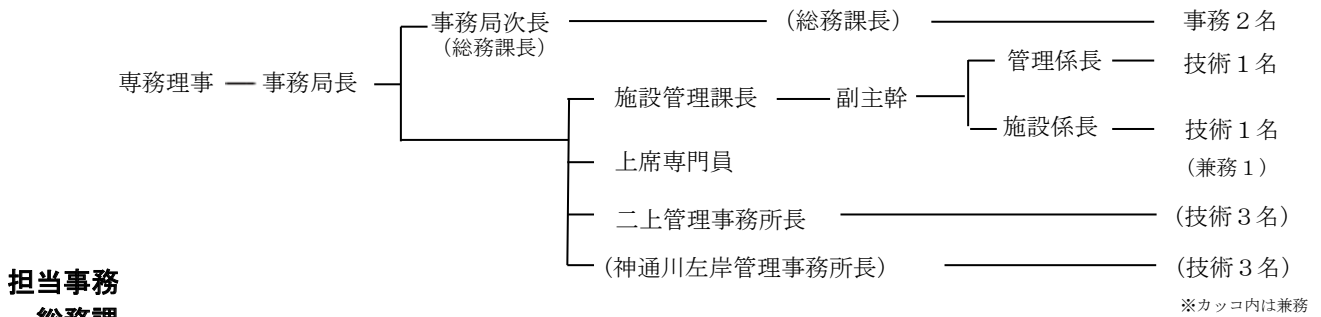 事務局次長 (総務課長) 事務２名
(総務課長)
専務理事 事務局長
管理係長 技術１名
施設管理課長 副主幹
施設係長 技術１名
(兼務１)
上席専門員
二上管理事務所長 (技術３名)
(神通川左岸管理事務所長) (技術３名)
※カッコ内は兼務
担当事務
総務課